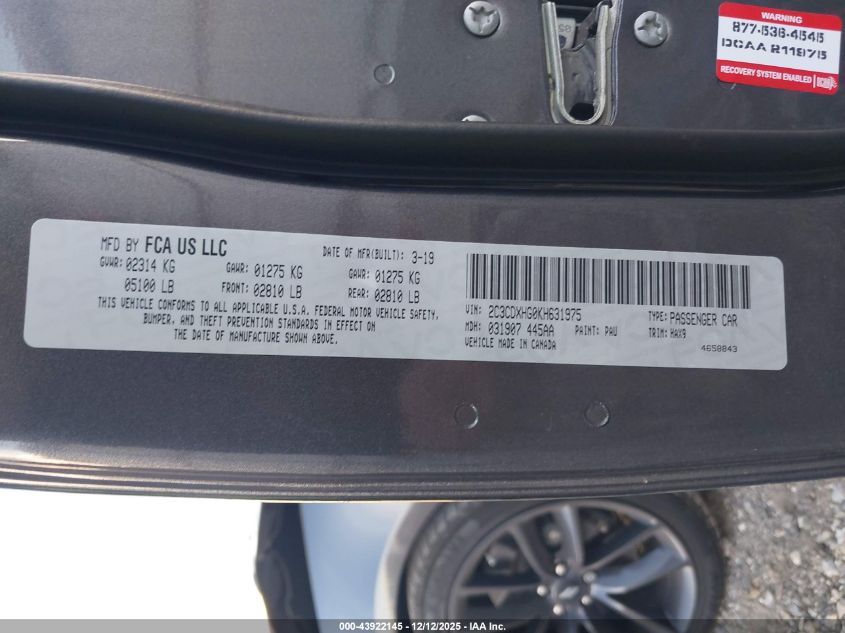 WARNING
877-536-4545
DCAA R11875
RECOVERY SYSTEM ENABLED
MFD BY FCA US LLC
DATE OF MFR(BUILT): 3-19
GVWR: 02314 KG GAWR: 01275 KG GAWR: 01275 KG
05100 LB FRONT: 02810 LB REAR: 02810 LB
THIS VEHICLE CONFORMS TO ALL APPLICABLE U.S.A. FEDERAL MOTOR VEHICLE SAFETY,
BUMPER, AND THEFT PREVENTION STANDARDS IN EFFECT ON
THE DATE OF MANUFACTURE SHOWN ABOVE.
VIN: 2C3CDXHG0KH631975 TYPE: PASSENGER CAR
MDH: 031907 445AA PAINT: PAU TRIM: HAX9
VEHICLE MADE IN CANADA 4658843
000-43922145 - 12/12/2025 - IAA Inc.